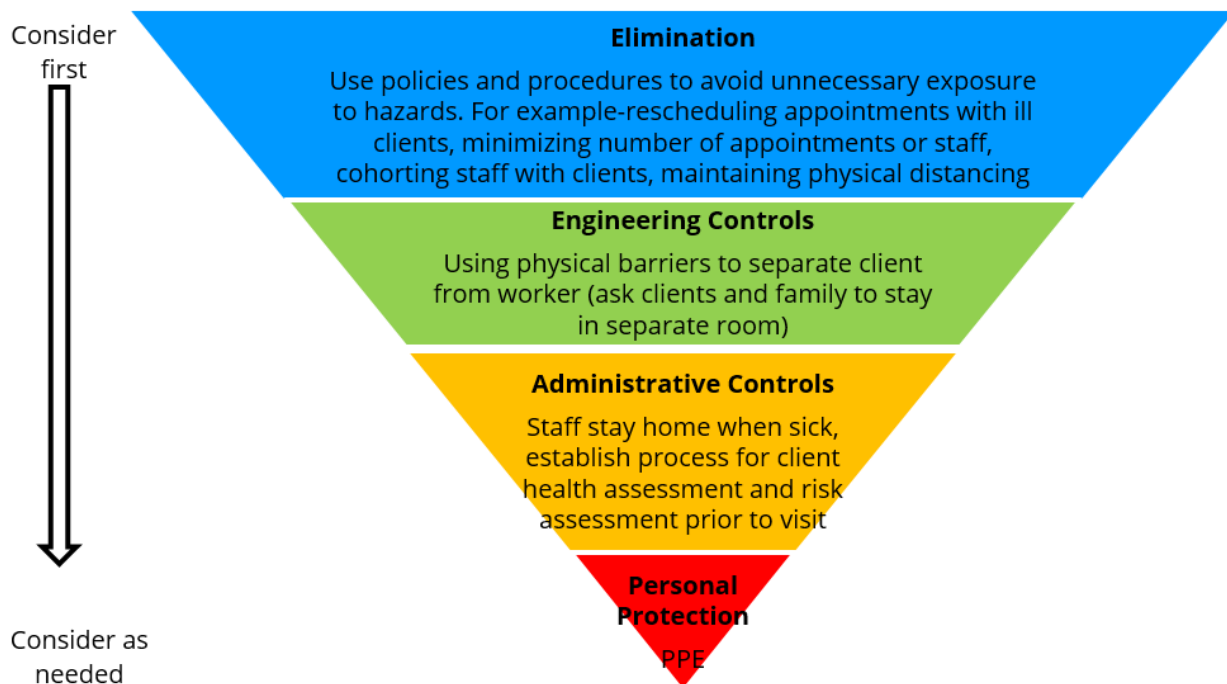 Consider
first
Elimination
Use policies and procedures to avoid unnecessary exposure
to hazards. For example-rescheduling appointments with ill
clients, minimizing number of appointments or staff,
cohorting staff with clients, maintaining physical distancing
Engineering Controls
Using physical barriers to separate client
from worker (ask clients and family to stay
in separate room)
Administrative Controls
Staff stay home when sick,
establish process for client
health assessment and risk
assessment prior to visit
Personal
Protection
PPE
Consider as
needed